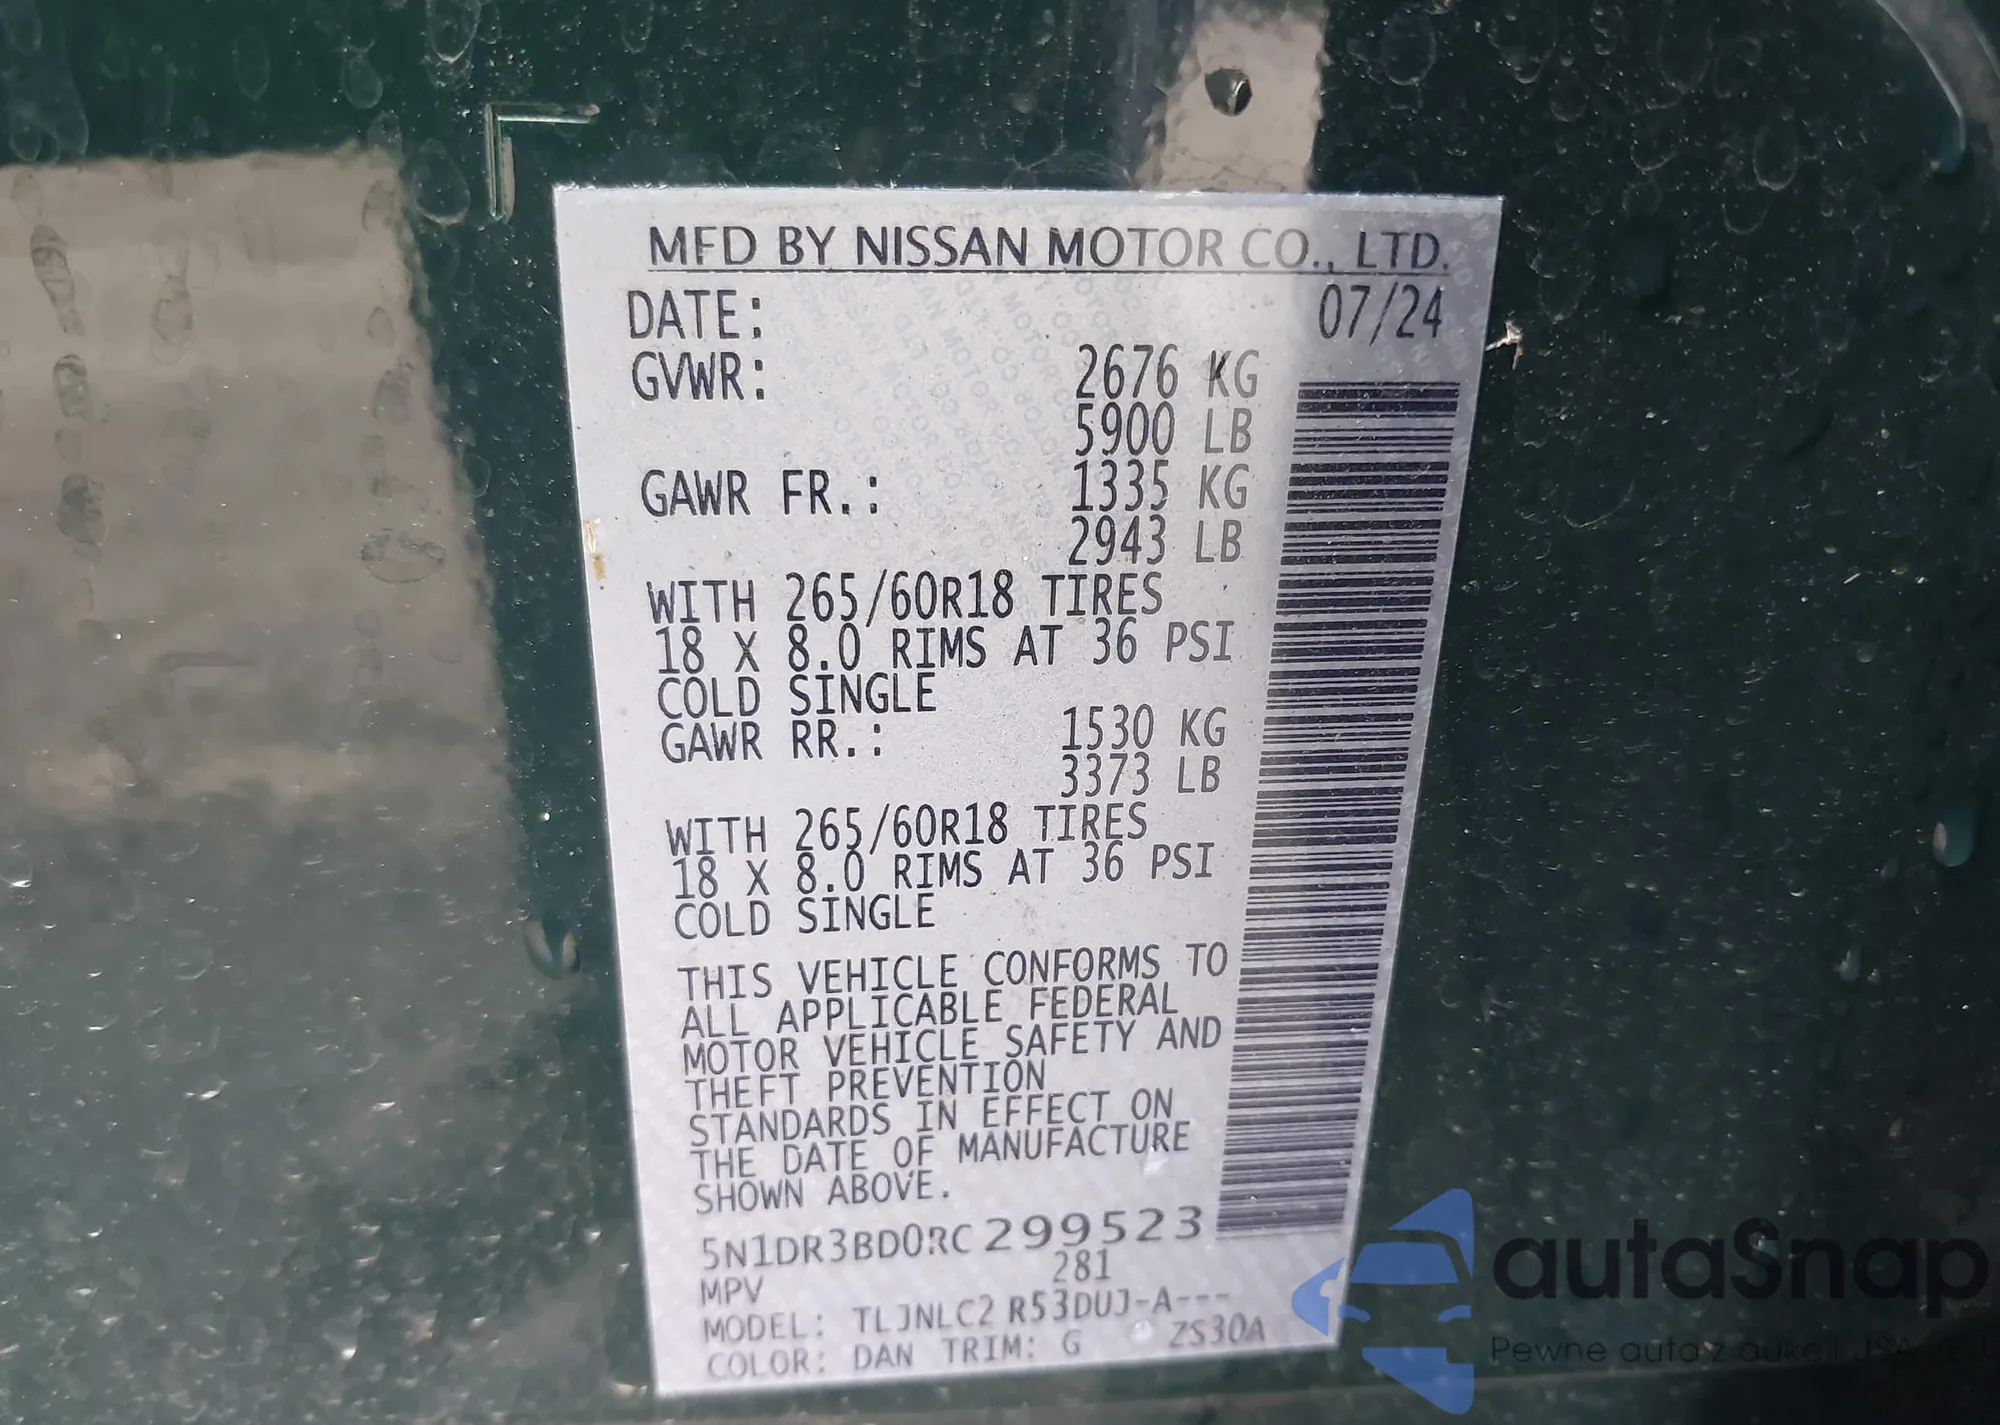 MFD BY NISSAN MOTOR CO., LTD.
DATE: 07/24
GVWR: 2676 KG
5900 LB
GAWR FR.: 1335 KG
2943 LB
WITH 265/60R18 TIRES
18 X 8.0 RIMS AT 36 PSI
COLD SINGLE
GAWR RR.: 1530 KG
3373 LB
WITH 265/60R18 TIRES
18 X 8.0 RIMS AT 36 PSI
COLD SINGLE
THIS VEHICLE CONFORMS TO
ALL APPLICABLE FEDERAL
MOTOR VEHICLE SAFETY AND
THEFT PREVENTION
STANDARDS IN EFFECT ON
THE DATE OF MANUFACTURE
SHOWN ABOVE.
5N1DR3BD0RC299523
MPV 281
MODEL: TLJNLC2 R53DUJ-A---
COLOR: DAN TRIM: G ZS30A
autaSnap
Pewne auta z aukcji USA